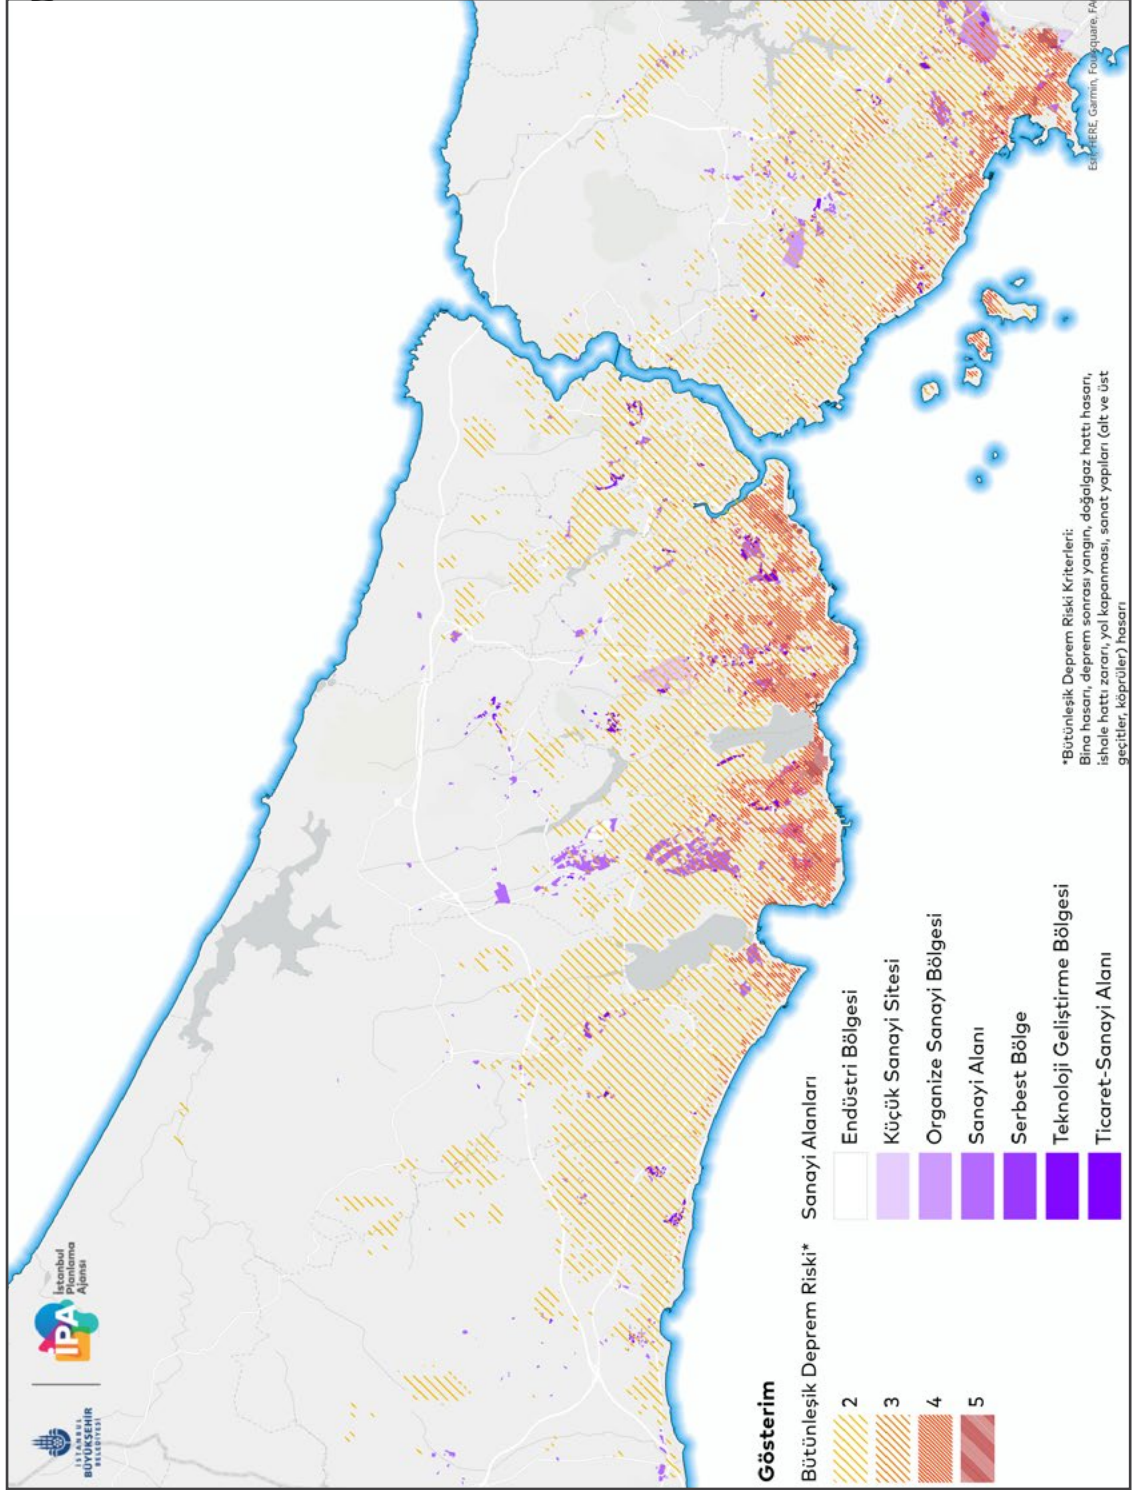 İSTANBUL
BÜYÜKŞEHİR
BELEDİYESİ
İPA
İstanbul
Planlama
Ajansı
Gösterim
Bütünleşik Deprem Riski*
2
3
4
5
Sanayi Alanları
Endüstri Bölgesi
Küçük Sanayi Sitesi
Organize Sanayi Bölgesi
Sanayi Alanı
Serbest Bölge
Teknoloji Geliştirme Bölgesi
Ticaret-Sanayi Alanı
*Bütünleşik Deprem Riski Kriterleri:
Bina hasarı, deprem sonrası yangın, doğalgaz hattı hasarı,
ishale hattı zararı, yol kapanması, sanat yapıları (alt ve üst
geçitler, köprüler) hasarı
Esri, HERE, Garmin, Foursquare,